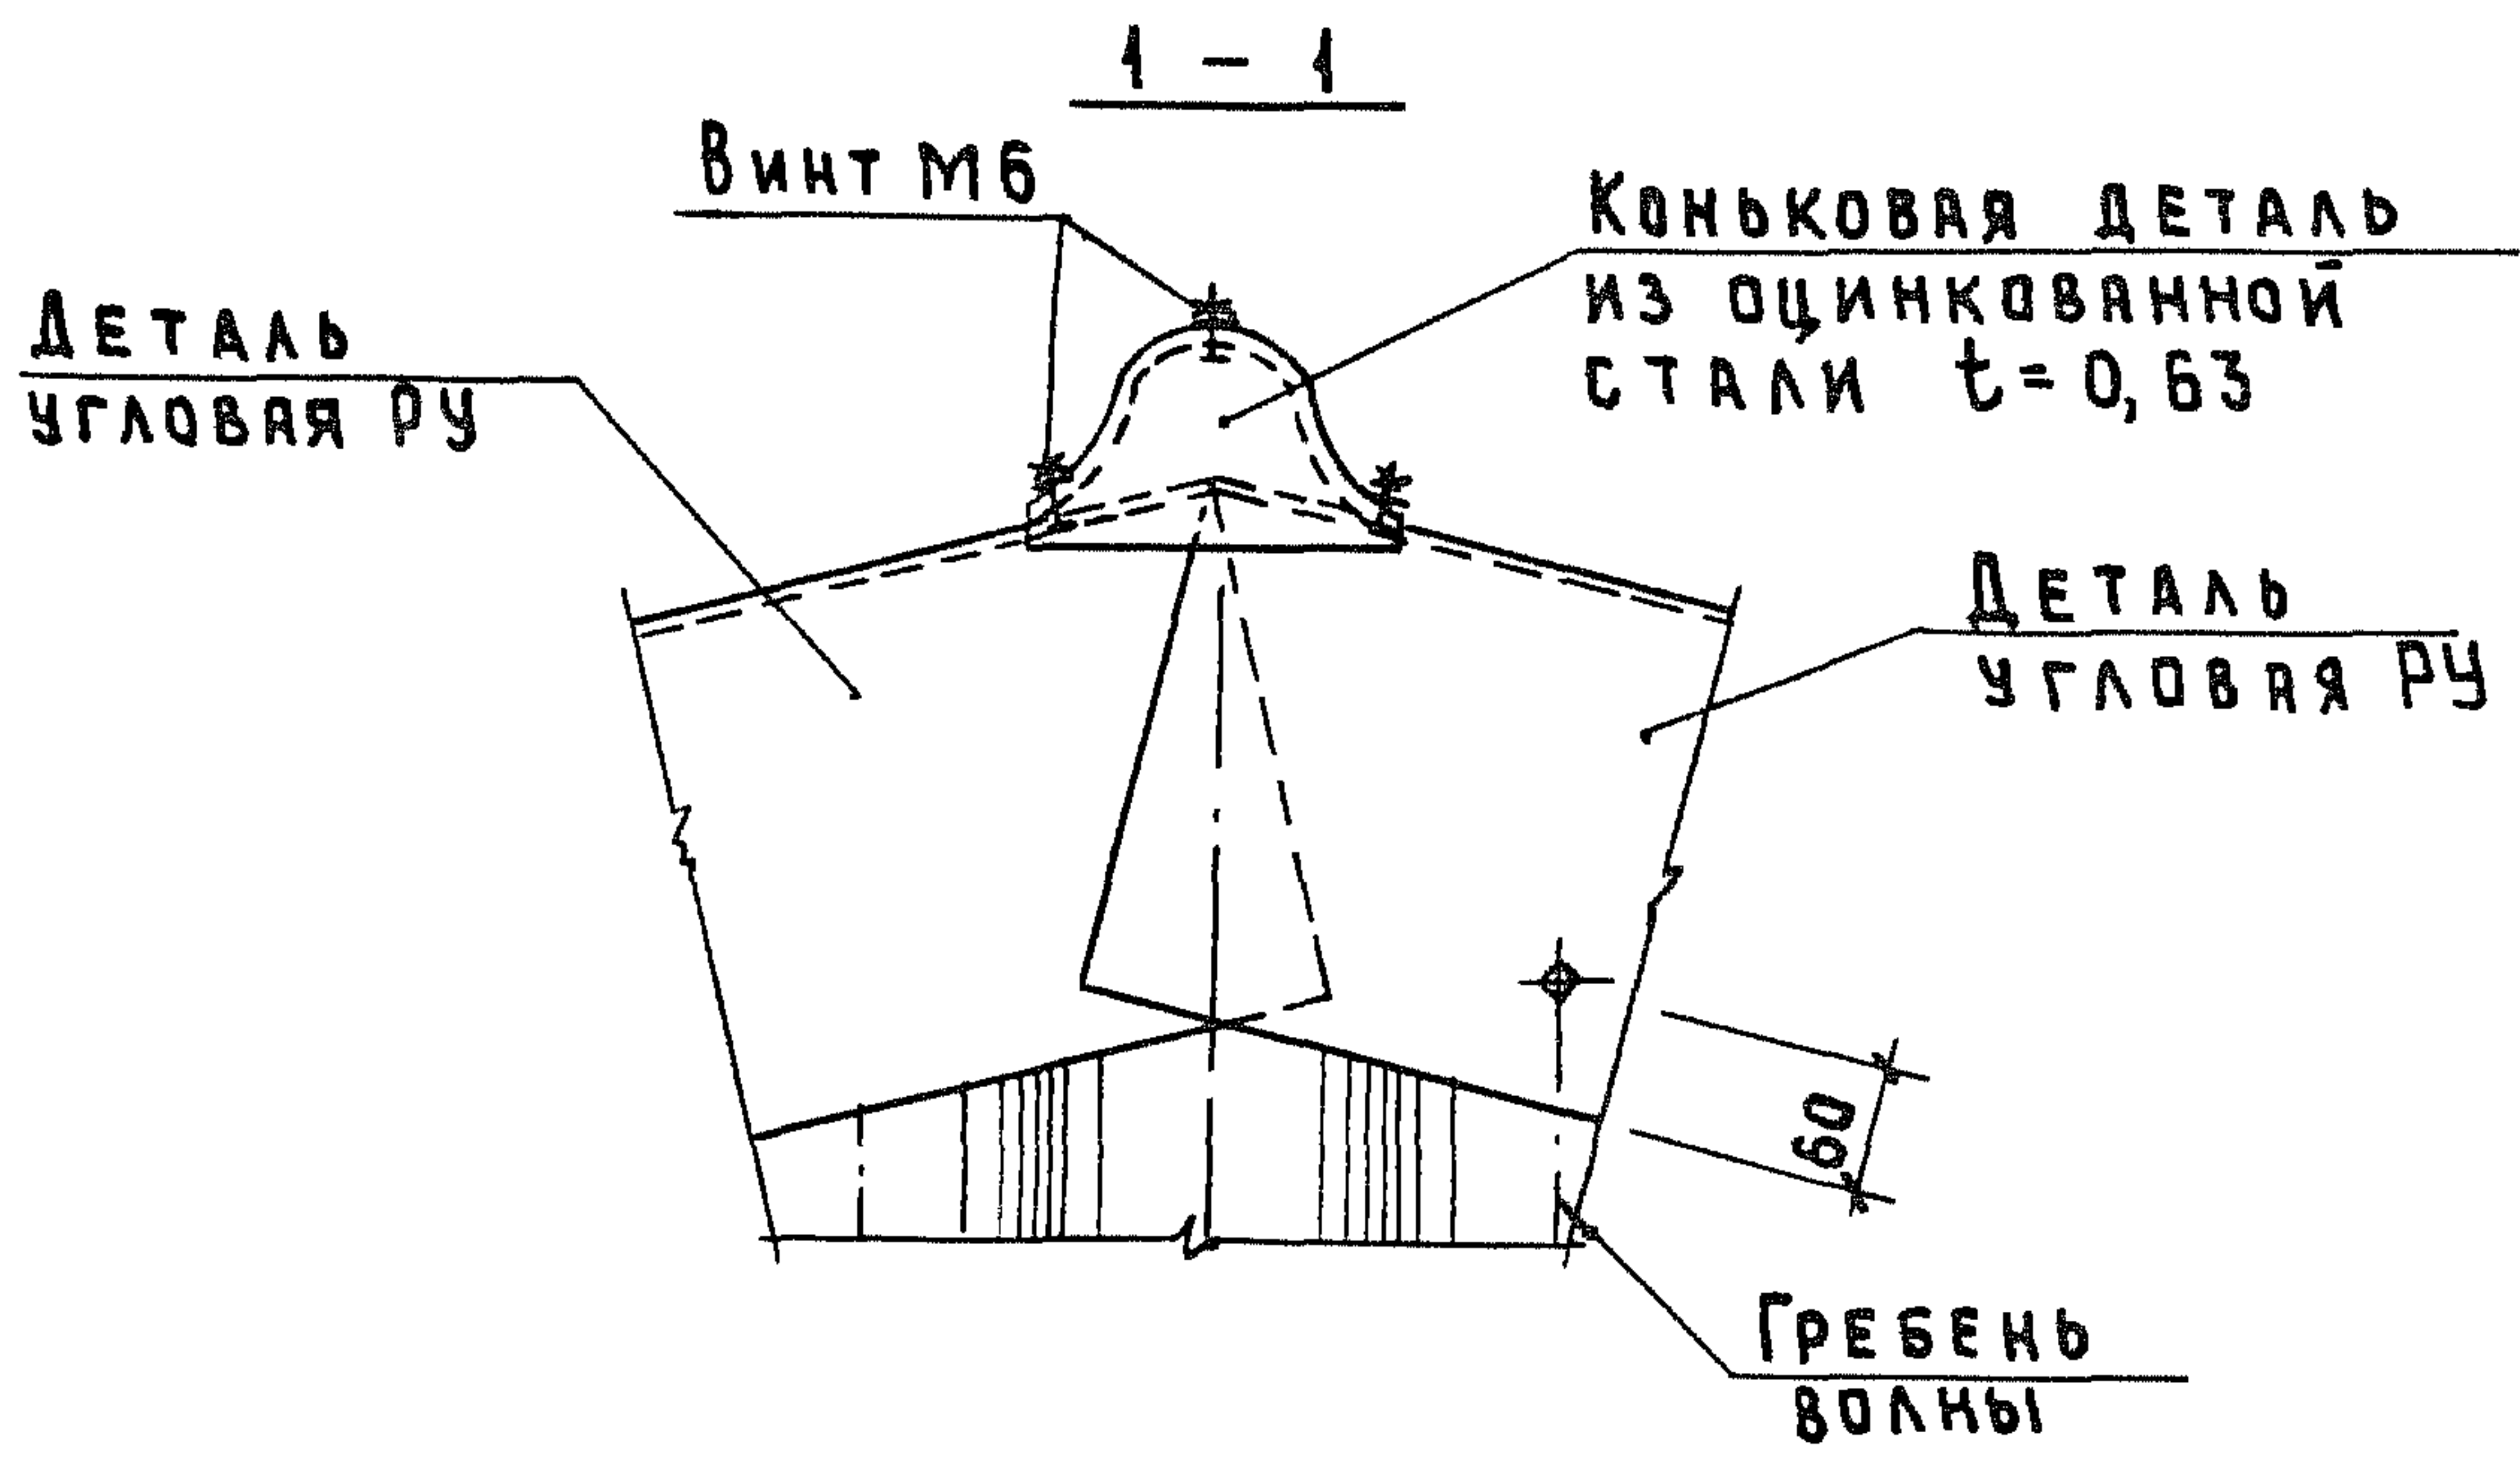 1 – 1
Винт М6
Коньковая деталь
из оцинкованной
стали t=0,63
Деталь
угловая РУ
Деталь
угловая РУ
60
Гребень
волны